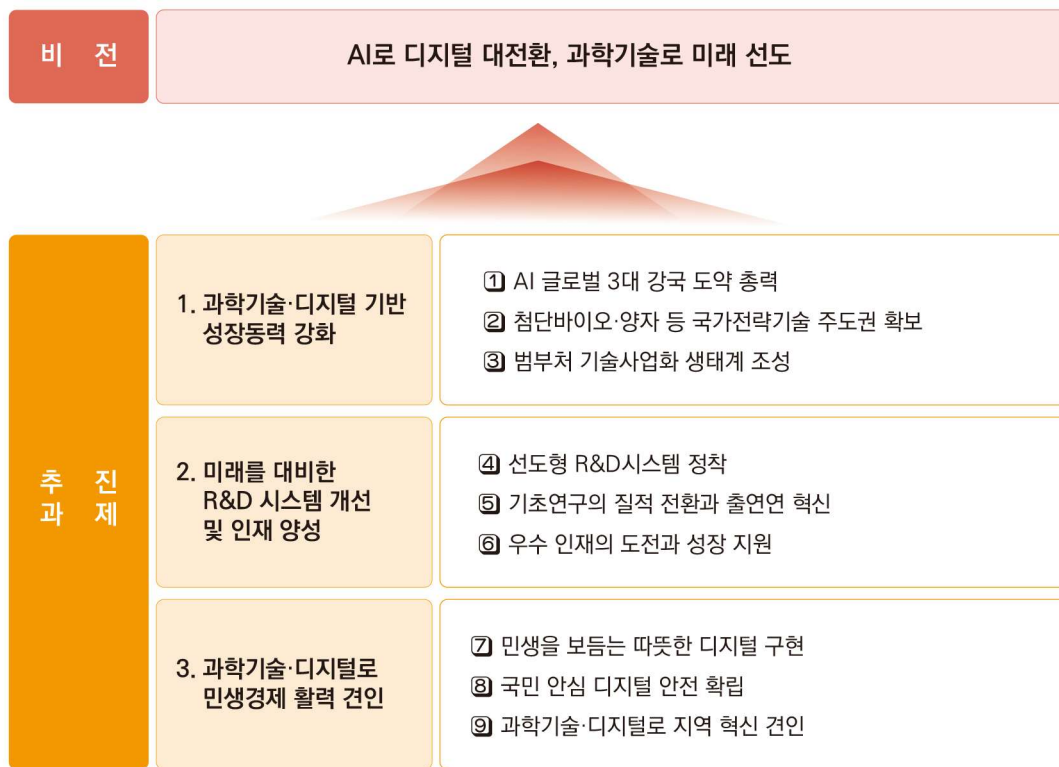 비 전
AI로 디지털 대전환, 과학기술로 미래 선도
추 진
과 제
1. 과학기술·디지털 기반
성장동력 강화
① AI 글로벌 3대 강국 도약 총력
② 첨단바이오·양자 등 국가전략기술 주도권 확보
③ 범부처 기술사업화 생태계 조성
2. 미래를 대비한
R&D 시스템 개선
및 인재 양성
④ 선도형 R&D시스템 정착
⑤ 기초연구의 질적 전환과 출연연 혁신
⑥ 우수 인재의 도전과 성장 지원
3. 과학기술·디지털로
민생경제 활력 견인
⑦ 민생을 보듬는 따뜻한 디지털 구현
⑧ 국민 안심 디지털 안전 확립
⑨ 과학기술·디지털로 지역 혁신 견인